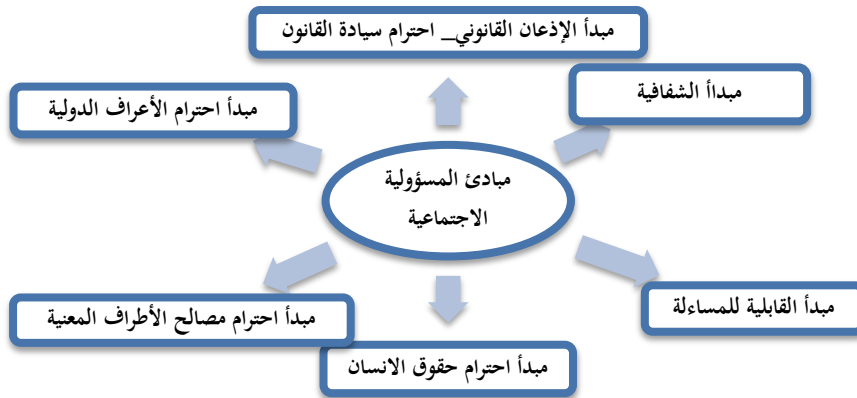 مبدأ الإذعان القانوني_ احترام سيادة القانون
مبداأ الشفافية
مبدأ احترام الأعراف الدولية
مبادئ المسؤولية
الاجتماعية
مبدأ القابلية للمساءلة
مبدأ احترام مصالح الأطراف المعنية
مبدأ احترام حقوق الانسان